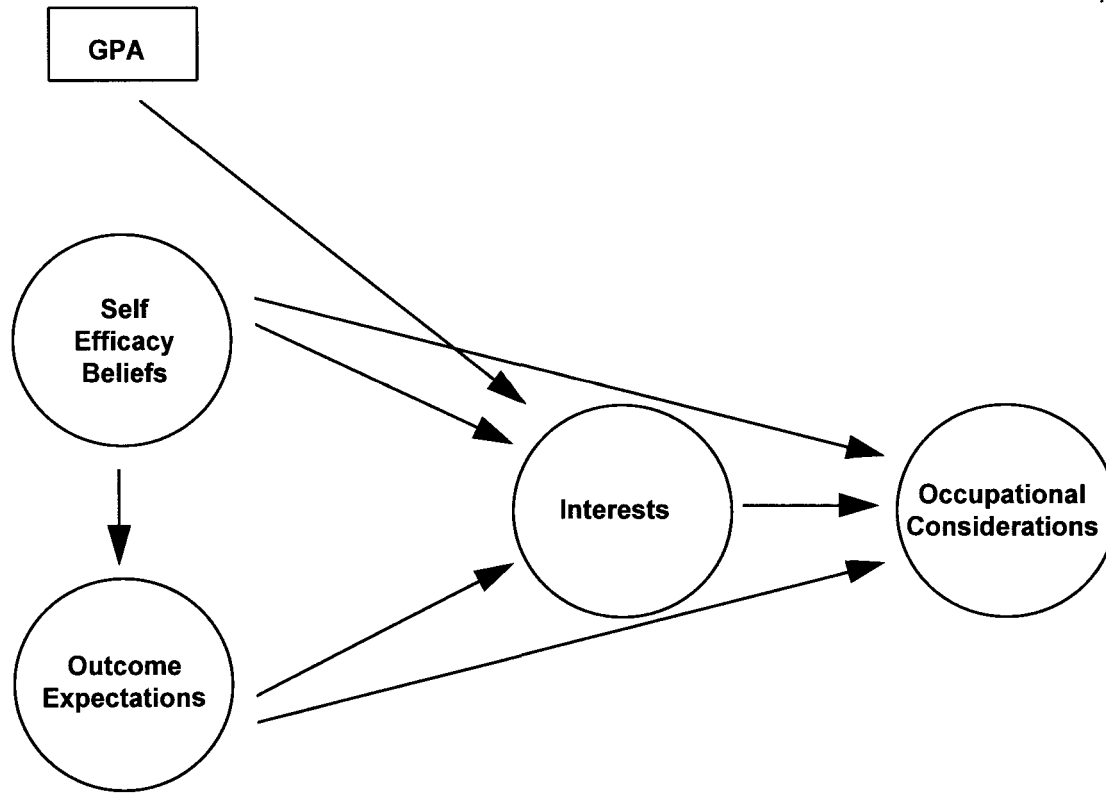 GPA
Self
Efficacy
Beliefs
Interests
Occupational
Considerations
Outcome
Expectations